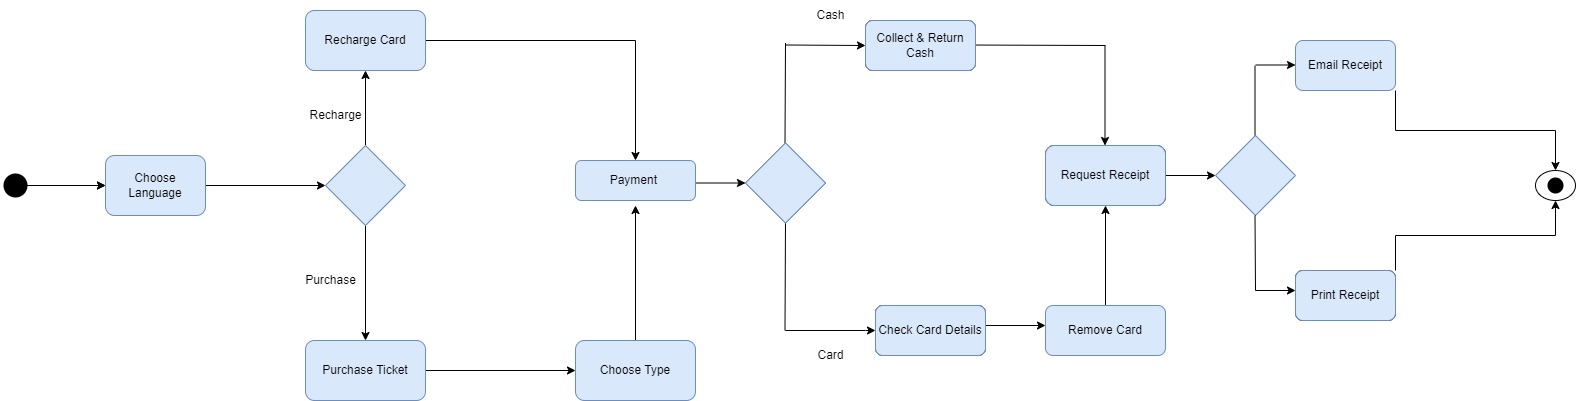 Choose
Language
Recharge Card
Recharge
Purchase
Purchase Ticket
Choose Type
Payment
Cash
Collect & Return
Cash
Card
Check Card Details
Remove Card
Request Receipt
Email Receipt
Print Receipt